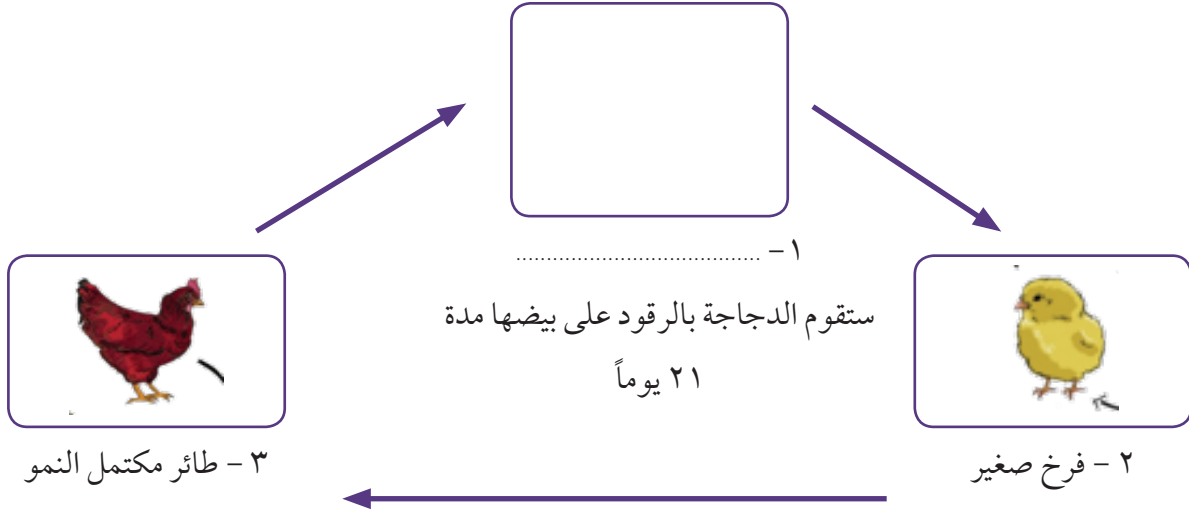 ١ – ........................................
ستقوم الدجاجة بالرقود على بيضها مدة
٢١ يوماً
٢ – فرخ صغير
٣ – طائر مكتمل النمو